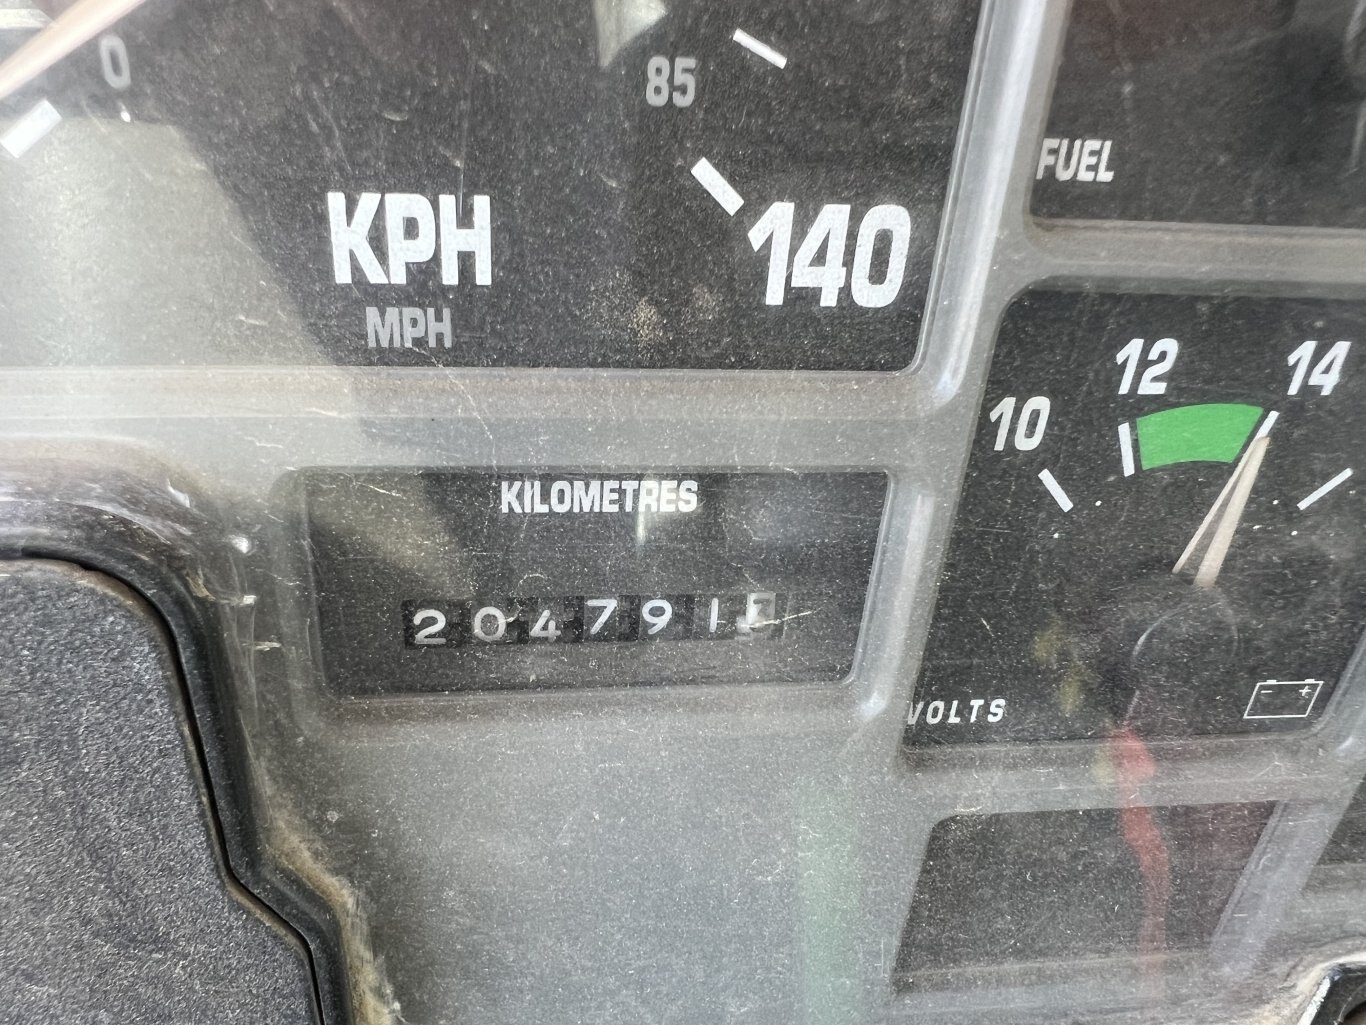 0
85
KPH
140
MPH
FUEL
12
14
10
KILOMETRES
204791
VOLTS
- +